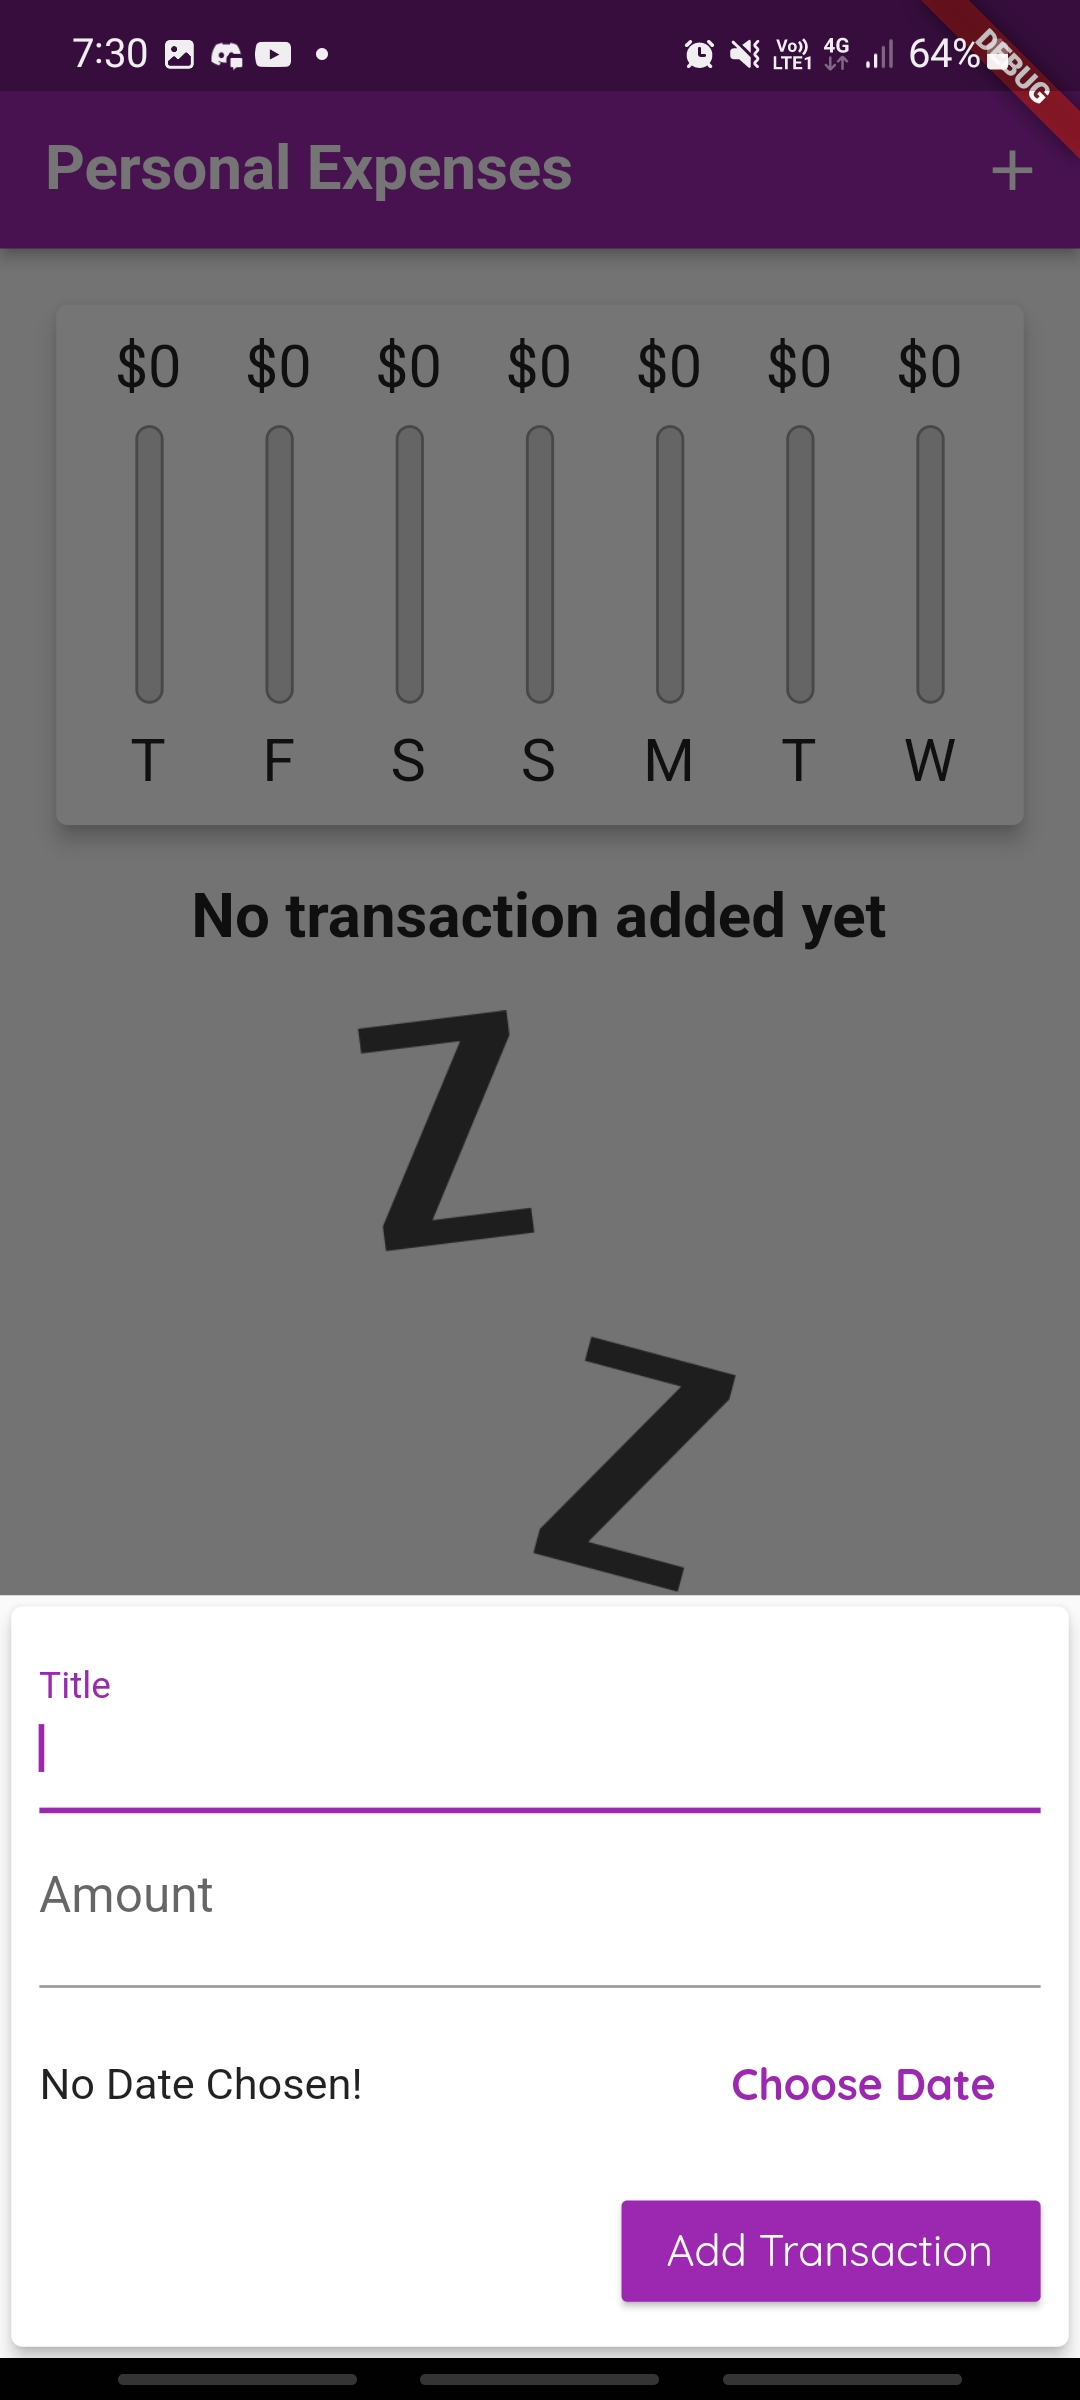 7:30 Vo)) LTE1 4G 64%
DEBUG
Personal Expenses +
$0 $0 $0 $0 $0 $0 $0
T F S S M T W
No transaction added yet
Z
Z
Title
Amount
No Date Chosen! Choose Date
Add Transaction